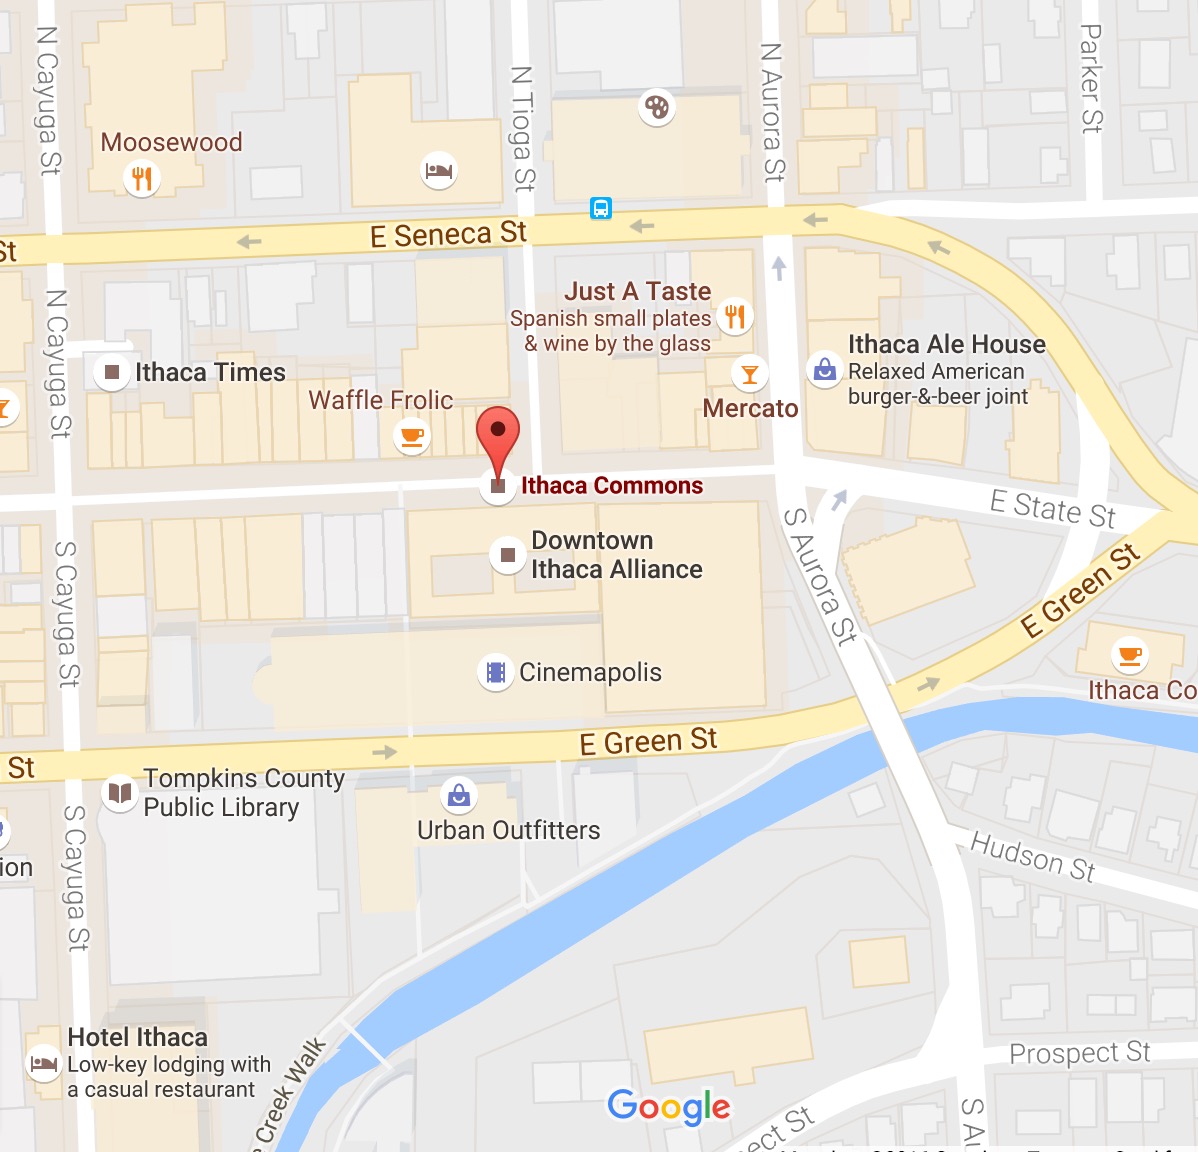 N Cayuga St
N Tioga St
N Aurora St
Parker St
Moosewood
E Seneca St
St
N Cayuga St
Just A Taste
Spanish small plates
& wine by the glass
Ithaca Ale House
Relaxed American
burger-&-beer joint
Ithaca Times
Waffle Frolic
Mercato
Ithaca Commons
E State St
S Aurora St
Downtown
Ithaca Alliance
S Cayuga St
E Green St
Cinemapolis
Ithaca Co
E Green St
St
Tompkins County
Public Library
Urban Outfitters
S Cayuga St
ion
Hudson St
Hotel Ithaca
Low-key lodging with
a casual restaurant
Creek Walk
Prospect St
Google
ect St
S Au